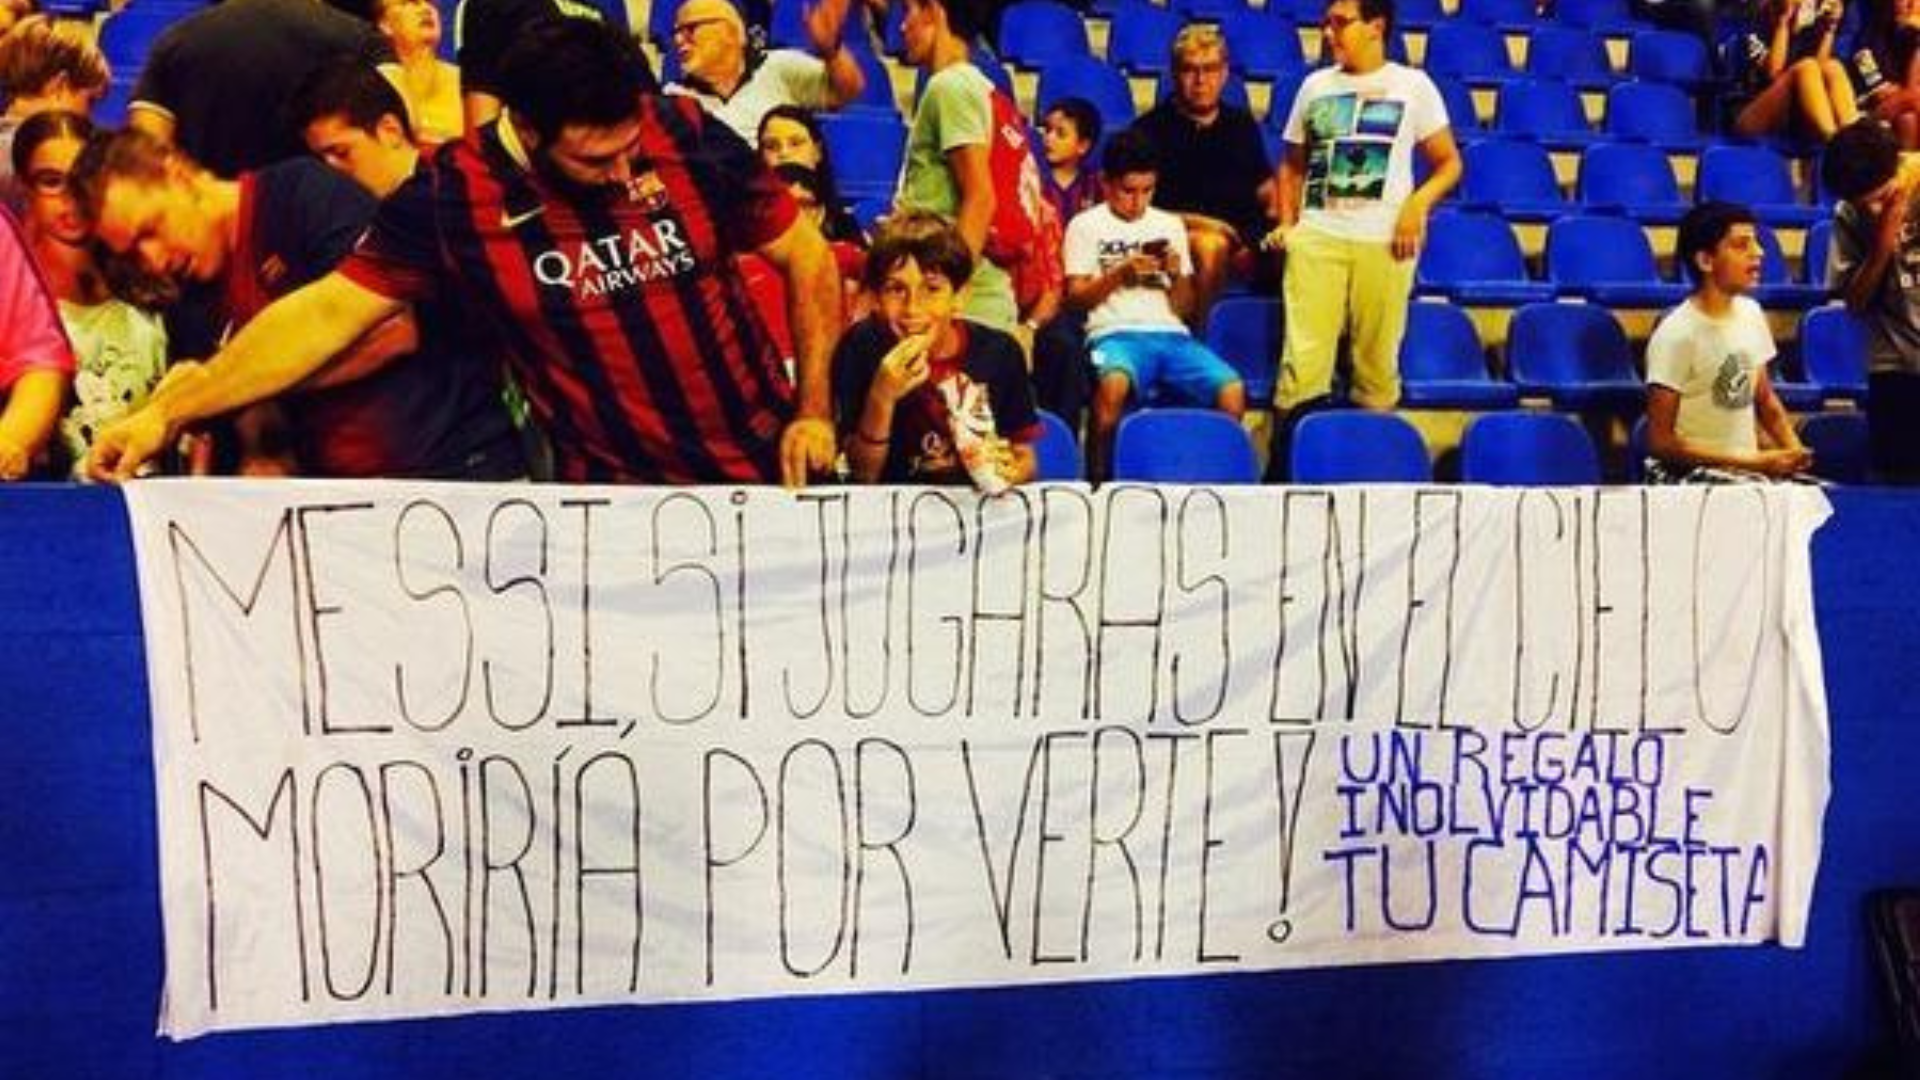 QATAR
AIRWAYS
MESSI, Si JUGARAS EN EL CIELO
MORiRÍA POR VERTE!
UN REGALO
INOLVIDABLE
TU CAMISETA